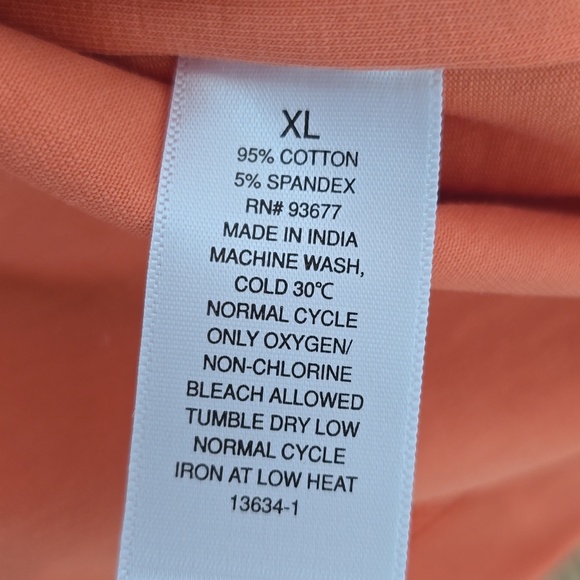 XL
95% COTTON
5% SPANDEX
RN# 93677
MADE IN INDIA
MACHINE WASH,
COLD 30℃
NORMAL CYCLE
ONLY OXYGEN/
NON-CHLORINE
BLEACH ALLOWED
TUMBLE DRY LOW
NORMAL CYCLE
IRON AT LOW HEAT
13634-1